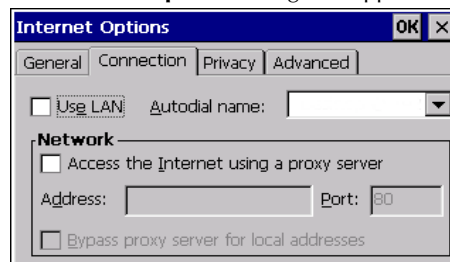 Internet Options OK ×
General Connection Privacy Advanced
Use LAN Autodial name:
Network
Access the Internet using a proxy server
Address: Port: 80
Bypass proxy server for local addresses